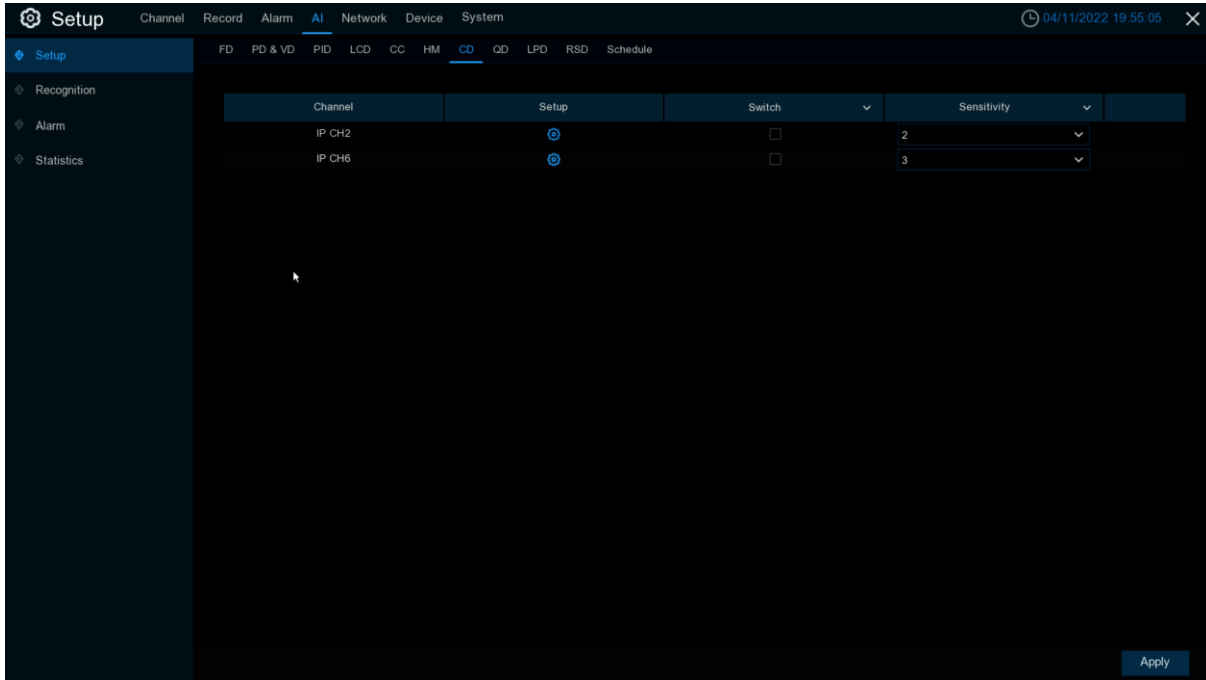 Setup Channel Record Alarm AI Network Device System 04/11/2022 19:55:05
Setup
Recognition
Alarm
Statistics
FD PD & VD PID LCD CC HM CD QD LPD RSD Schedule
Channel Setup Switch Sensitivity
IP CH2 2
IP CH6 3
Apply